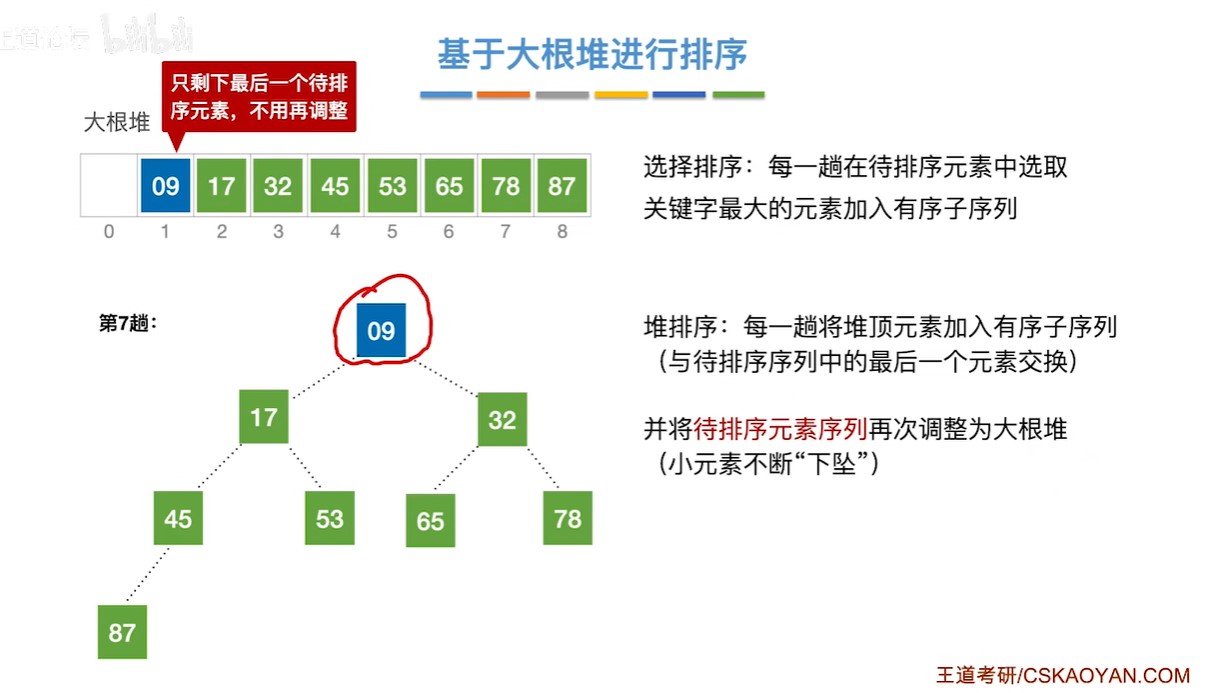 王道论坛 bilibili
基于大根堆进行排序
只剩下最后一个待排
序元素，不用再调整
大根堆
09 17 32 45 53 65 78 87
0 1 2 3 4 5 6 7 8
选择排序：每一趟在待排序元素中选取
关键字最大的元素加入有序子序列
第7趟：
09
17 32
45 53 65 78
87
堆排序：每一趟将堆顶元素加入有序子序列
（与待排序序列中的最后一个元素交换）
并将待排序元素序列再次调整为大根堆
（小元素不断“下坠”）
王道考研/CSKAOYAN.COM